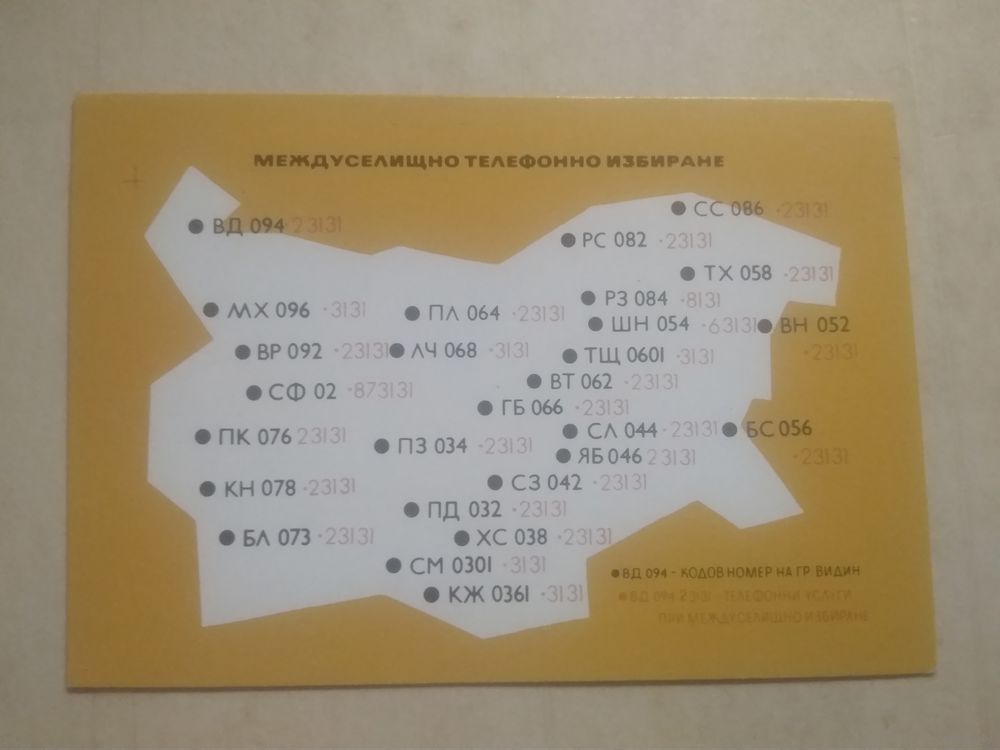 МЕЖДУСЕЛИЩНО ТЕЛЕФОННО ИЗБИРАНЕ
СС 086 ·23131
ВД 094 ·23131
РС 082 ·23131
ТХ 058 ·23131
РЗ 084 ·8131
МХ 096 ·3131
ПЛ 064 ·23131
ШН 054 ·63131
ВН 052
·23131
ВР 092 ·23131
ЛЧ 068 ·3131
ТЩ 0601 ·3131
ВТ 062 ·23131
СФ 02 ·873131
ГБ 066 ·23131
СЛ 044 ·23131
БС 056
·23131
ПК 076 23131
ПЗ 034 ·23131
ЯБ 046 23131
СЗ 042 ·23131
КН 078 ·23131
ПД 032 ·23131
БЛ 073 ·23131
ХС 038 ·23131
СМ 0301 ·3131
КЖ 0361 ·3131
ВД 094 – КОДОВ НОМЕР НА ГР. ВИДИН
ВД 094 23131 – ТЕЛЕФОННИ УСЛУГИ
ПРИ МЕЖДУСЕЛИЩНО ИЗБИРАНЕ